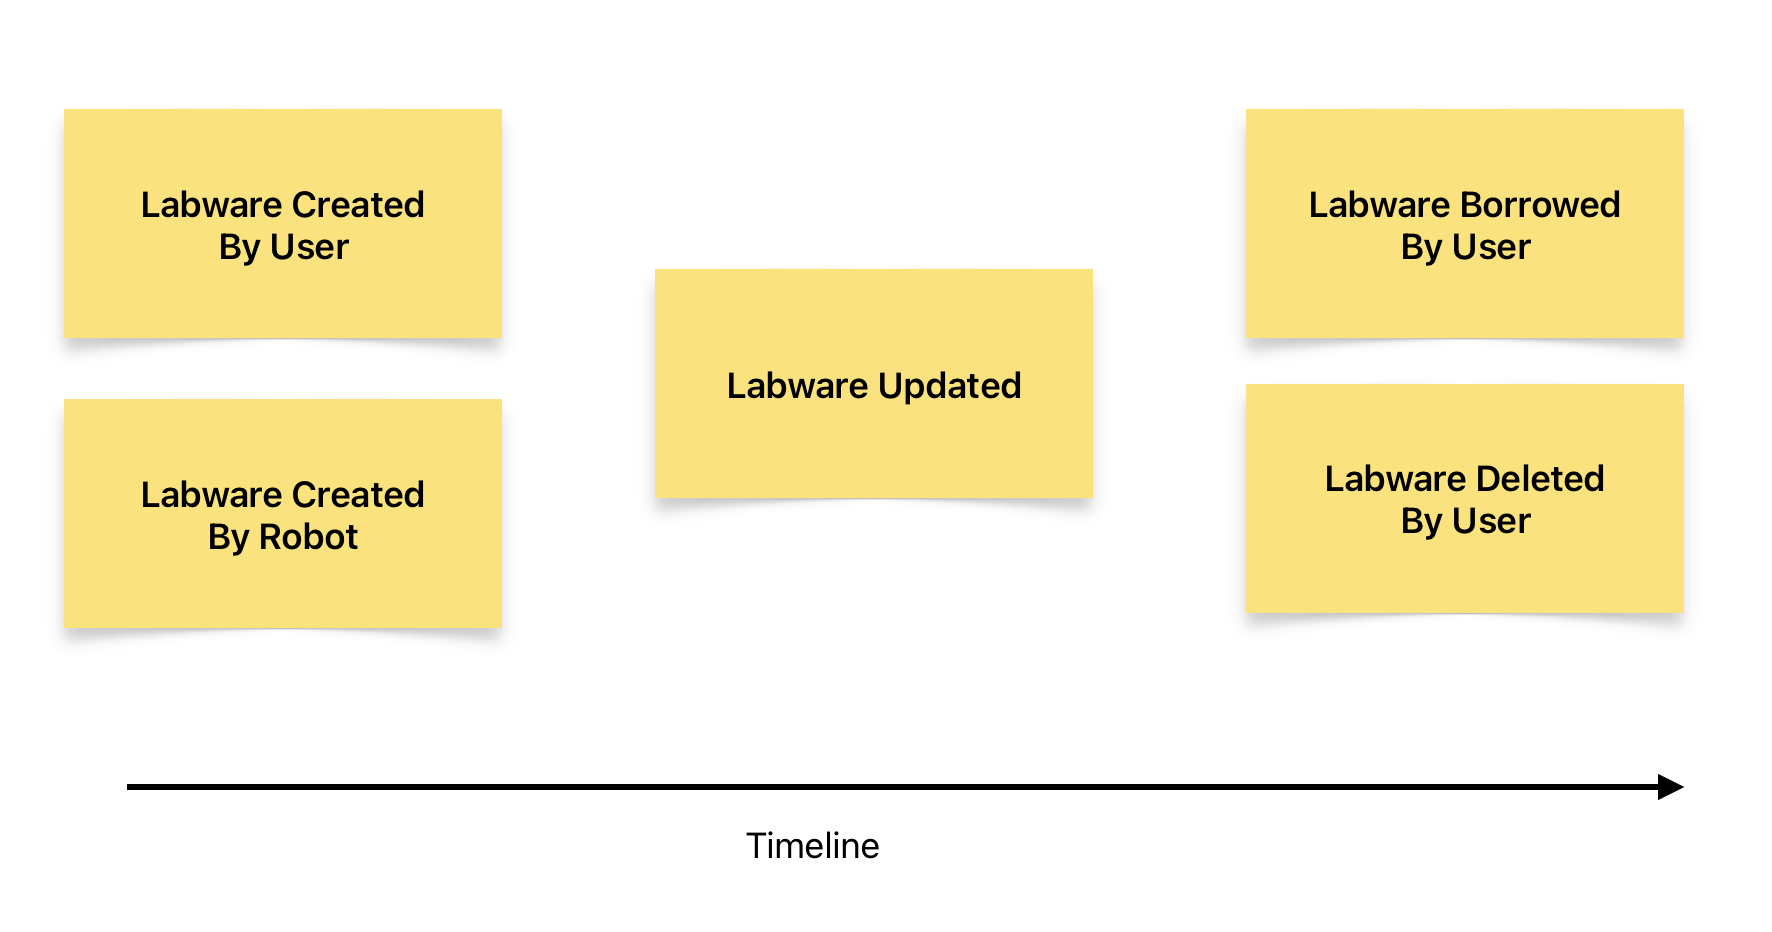 Labware Created
By User
Labware Created
By Robot
Labware Updated
Labware Borrowed
By User
Labware Deleted
By User
Timeline